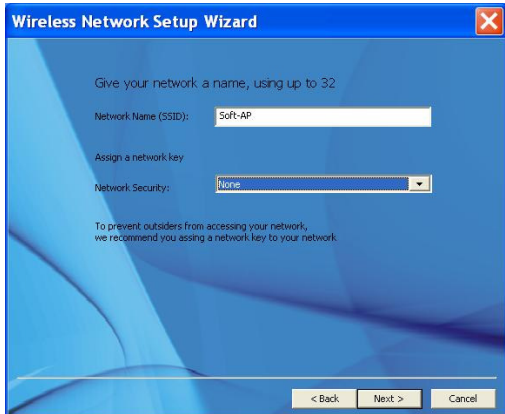 Wireless Network Setup Wizard
Give your network a name, using up to 32
Network Name (SSID):
Soft-AP
Assign a network key
Network Security:
None
To prevent outsiders from accessing your network,
we recommend you assing a network key to your network
< Back
Next >
Cancel